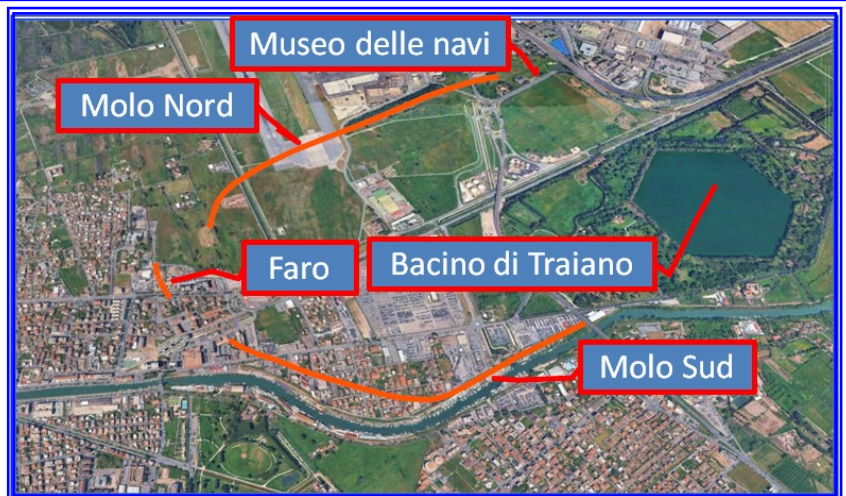 Museo delle navi
Molo Nord
Faro
Bacino di Traiano
Molo Sud